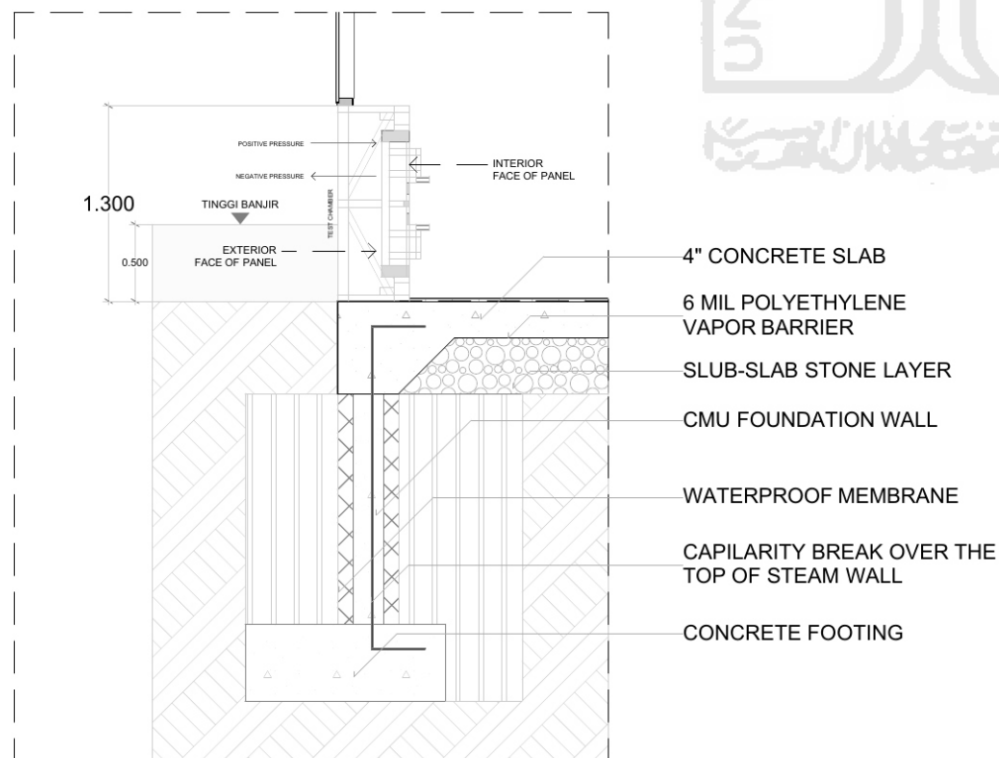 POSITIVE PRESSURE
INTERIOR
FACE OF PANEL
NEGATIVE PRESSURE
1.300
TINGGI BANJIR
TEST CHAMBER
EXTERIOR
FACE OF PANEL
0.500
4" CONCRETE SLAB
6 MIL POLYETHYLENE
VAPOR BARRIER
SLUB-SLAB STONE LAYER
CMU FOUNDATION WALL
WATERPROOF MEMBRANE
CAPILARITY BREAK OVER THE
TOP OF STEAM WALL
CONCRETE FOOTING